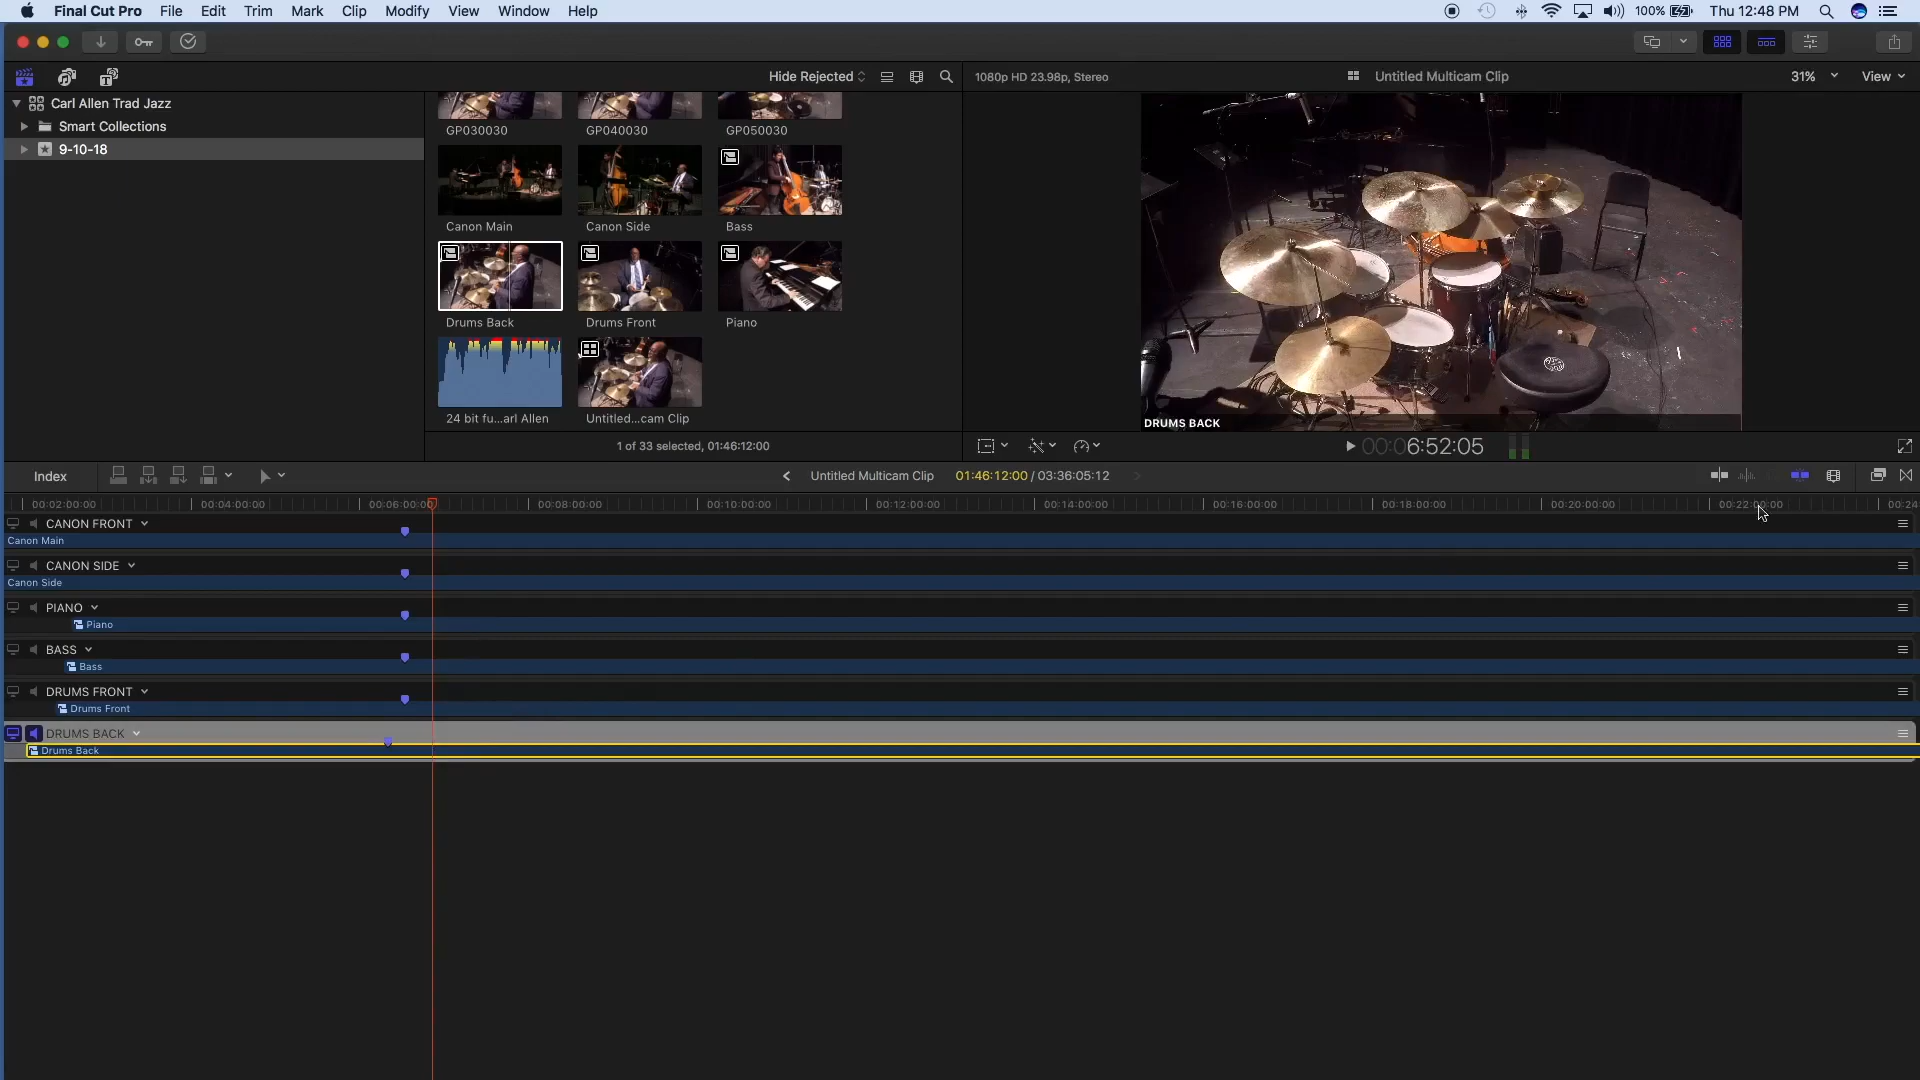 Final Cut Pro File Edit Trim Mark Clip Modify View Window Help 100% Thu 12:48 PM
Hide Rejected 1080p HD 23.98p, Stereo Untitled Multicam Clip 31% View
Carl Allen Trad Jazz
Smart Collections
9-10-18
GP030030 GP040030 GP050030
Canon Main Canon Side Bass
Drums Back Drums Front Piano
24 bit fu...arl Allen Untitled...cam Clip
DRUMS BACK
1 of 33 selected, 01:46:12:00
00:06:52:05
Index Untitled Multicam Clip 01:46:12:00 / 03:36:05:12
00:02:00:00 00:04:00:00 00:06:00:00 00:08:00:00 00:10:00:00 00:12:00:00 00:14:00:00 00:16:00:00 00:18:00:00 00:20:00:00 00:22:00:00 00:24
CANON FRONT
Canon Main
CANON SIDE
Canon Side
PIANO
Piano
BASS
Bass
DRUMS FRONT
Drums Front
DRUMS BACK
Drums Back